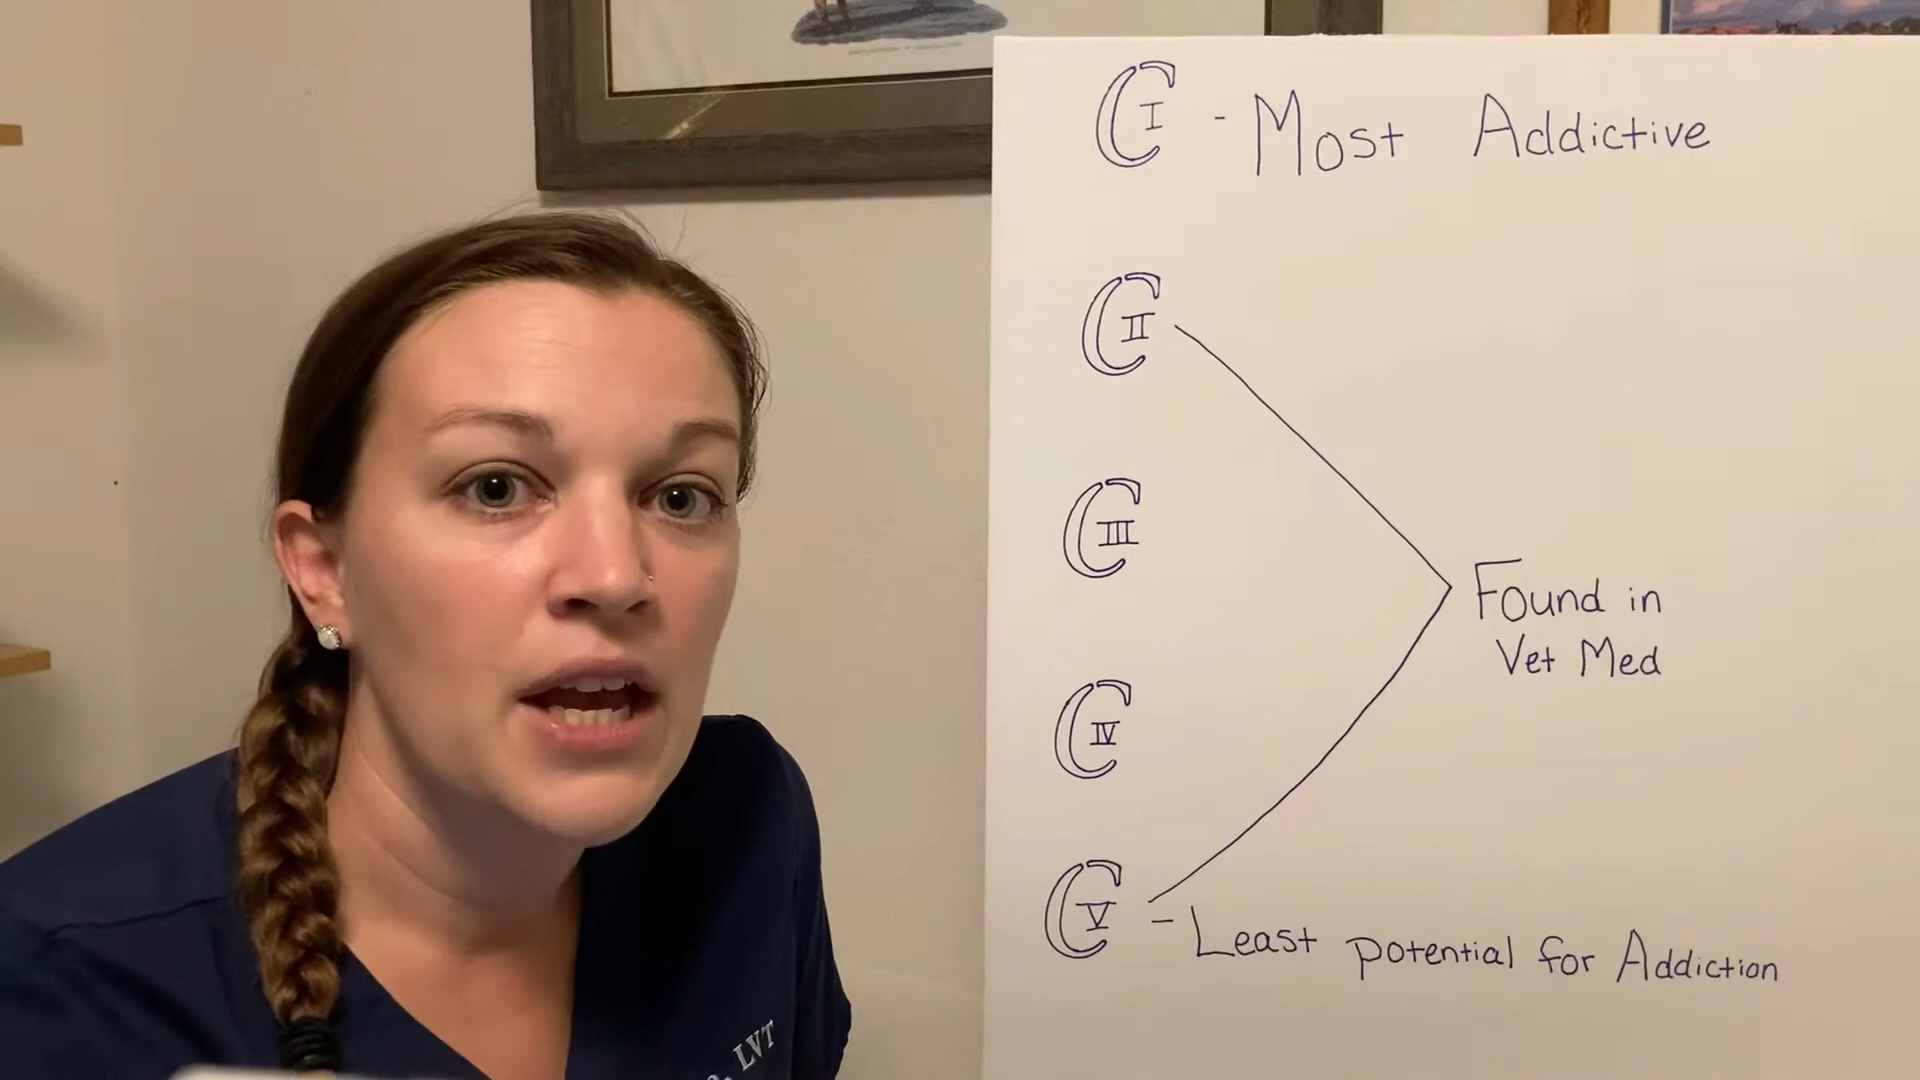 CI - Most Addictive
CII
CIII
Found in
Vet Med
CIV
CV - Least potential for Addiction
LVT